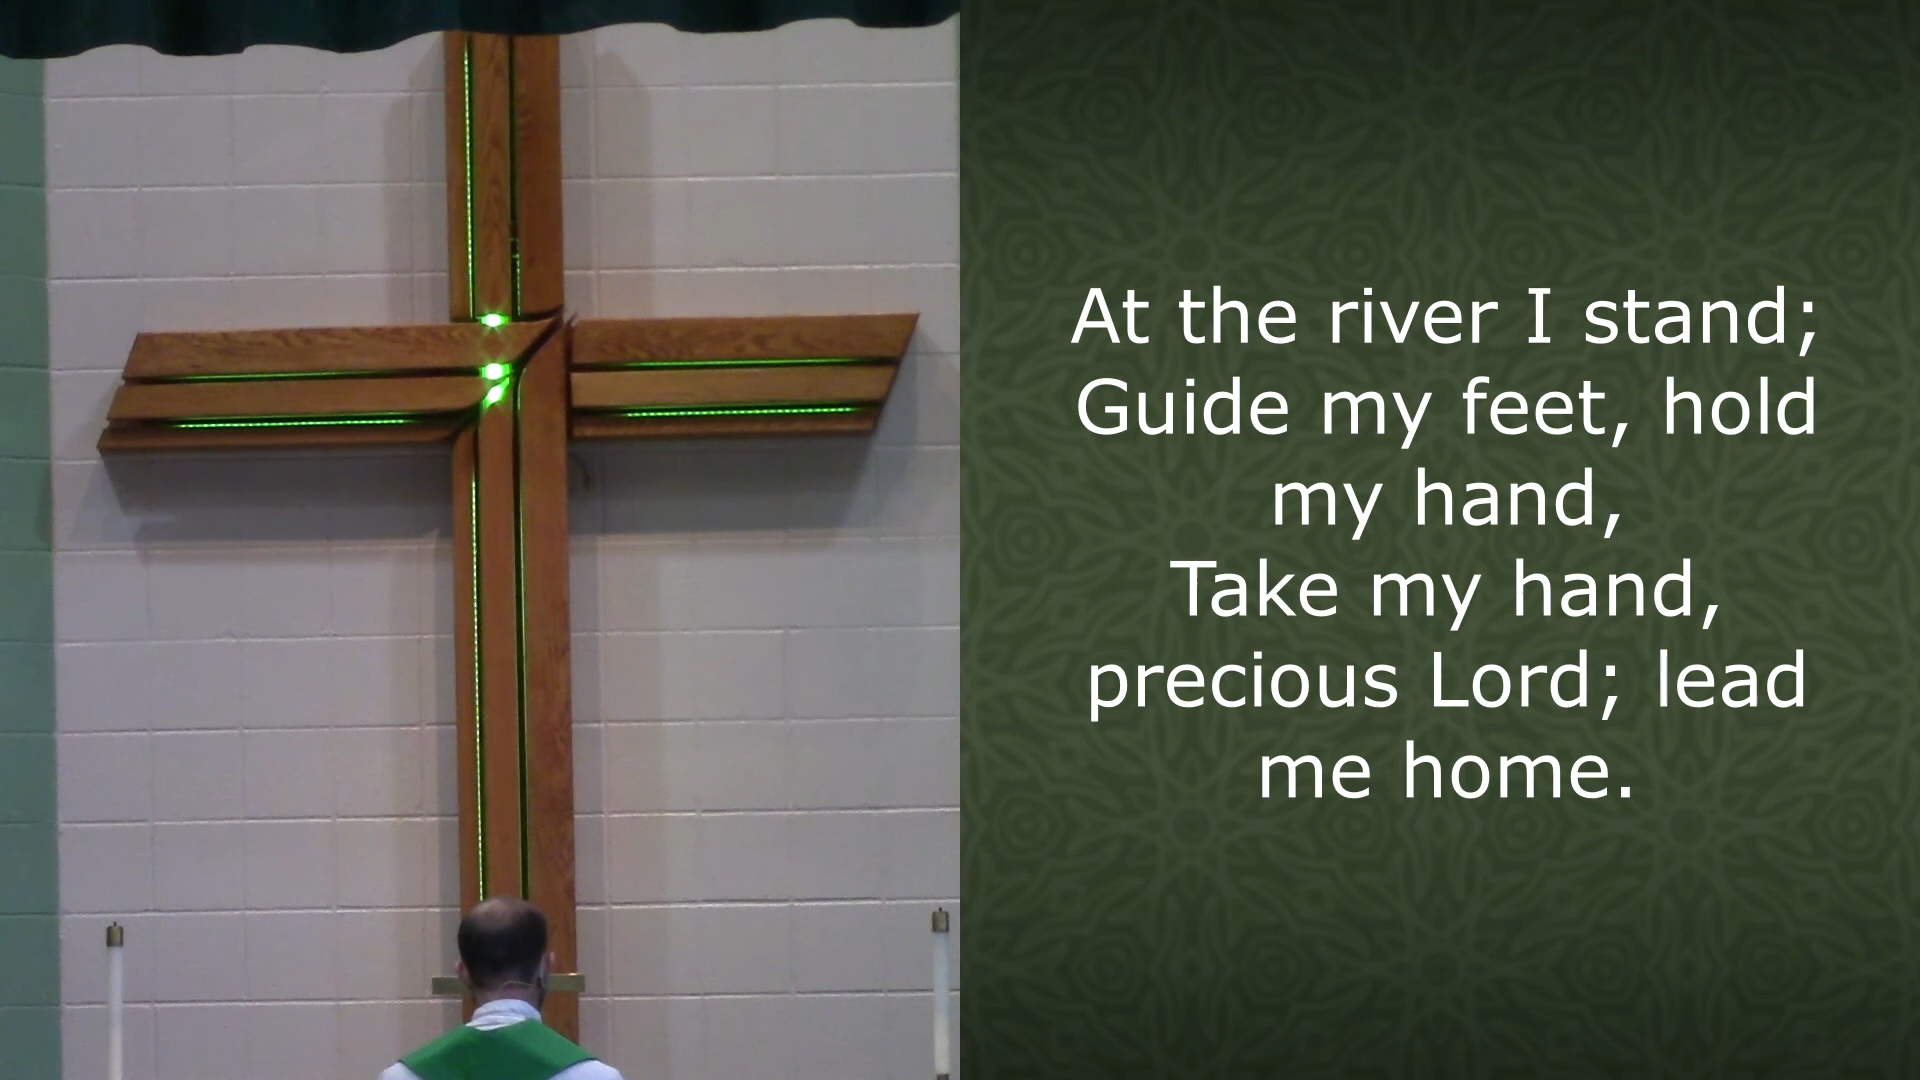 At the river I stand;
Guide my feet, hold
my hand,
Take my hand,
precious Lord; lead
me home.